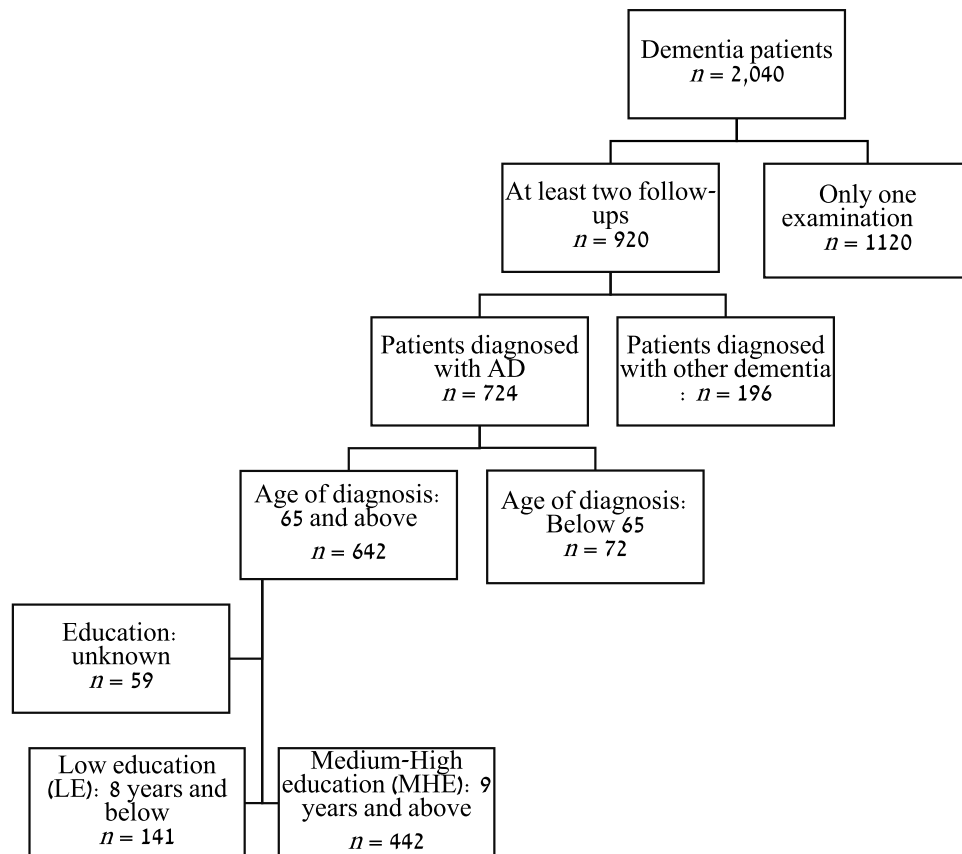 Dementia patients
n = 2,040
At least two follow-
ups
n = 920
Only one
examination
n = 1120
Patients diagnosed
with AD
n = 724
Patients diagnosed
with other dementia
: n = 196
Age of diagnosis:
65 and above
n = 642
Age of diagnosis:
Below 65
n = 72
Education:
unknown
n = 59
Low education
(LE): 8 years and
below
n = 141
Medium-High
education (MHE): 9
years and above
n = 442